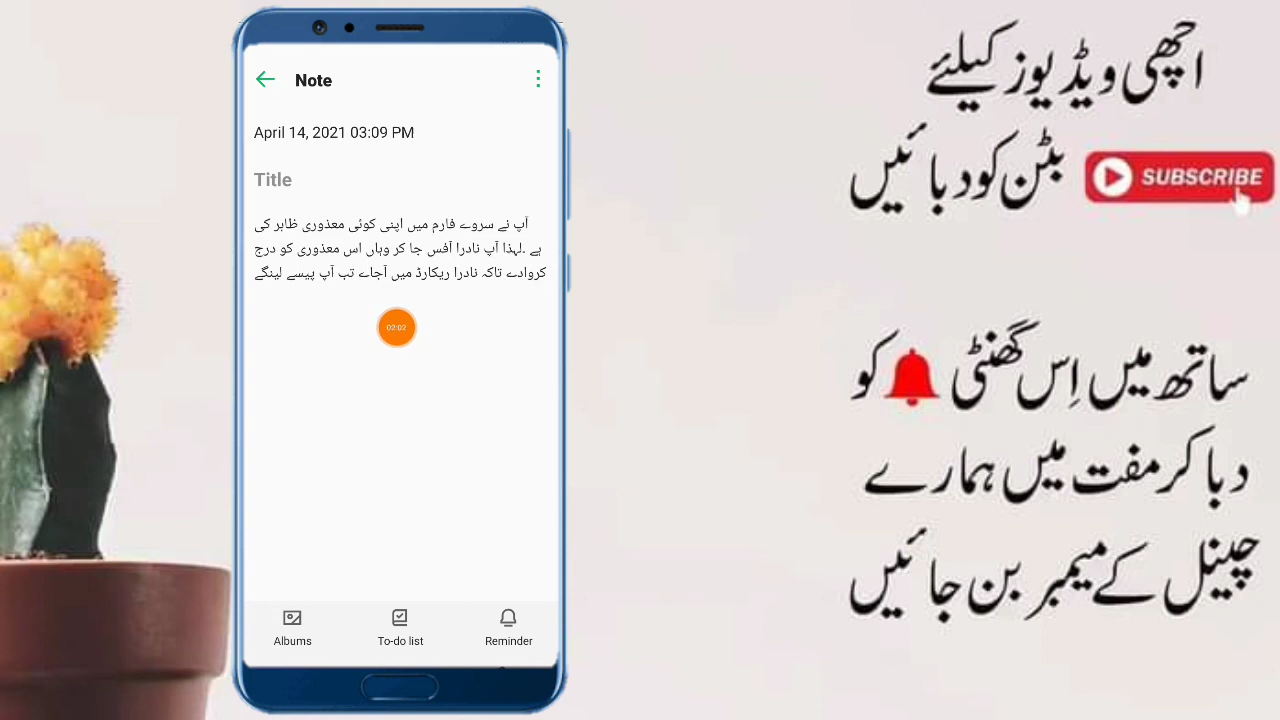 Note
April 14, 2021 03:09 PM
Title
آپ نے سروے فارم میں اپنی کوئی معذوری ظاہر کی
ہے .لہذا آپ نادرا آفس جا کر وہاں اس معذوری کو درج
کروادے تاکہ نادرا ریکارڈ میں آجاے تب آپ پیسے لینگے
02:02
Albums
To-do list
Reminder
اچھی ویڈیوز کیلئے
بٹن کو دبائیں SUBSCRIBE
ساتھ میں اِس گھنٹی کو
دبا کر مفت میں ہمارے
چینل کے میمبر بن جائیں